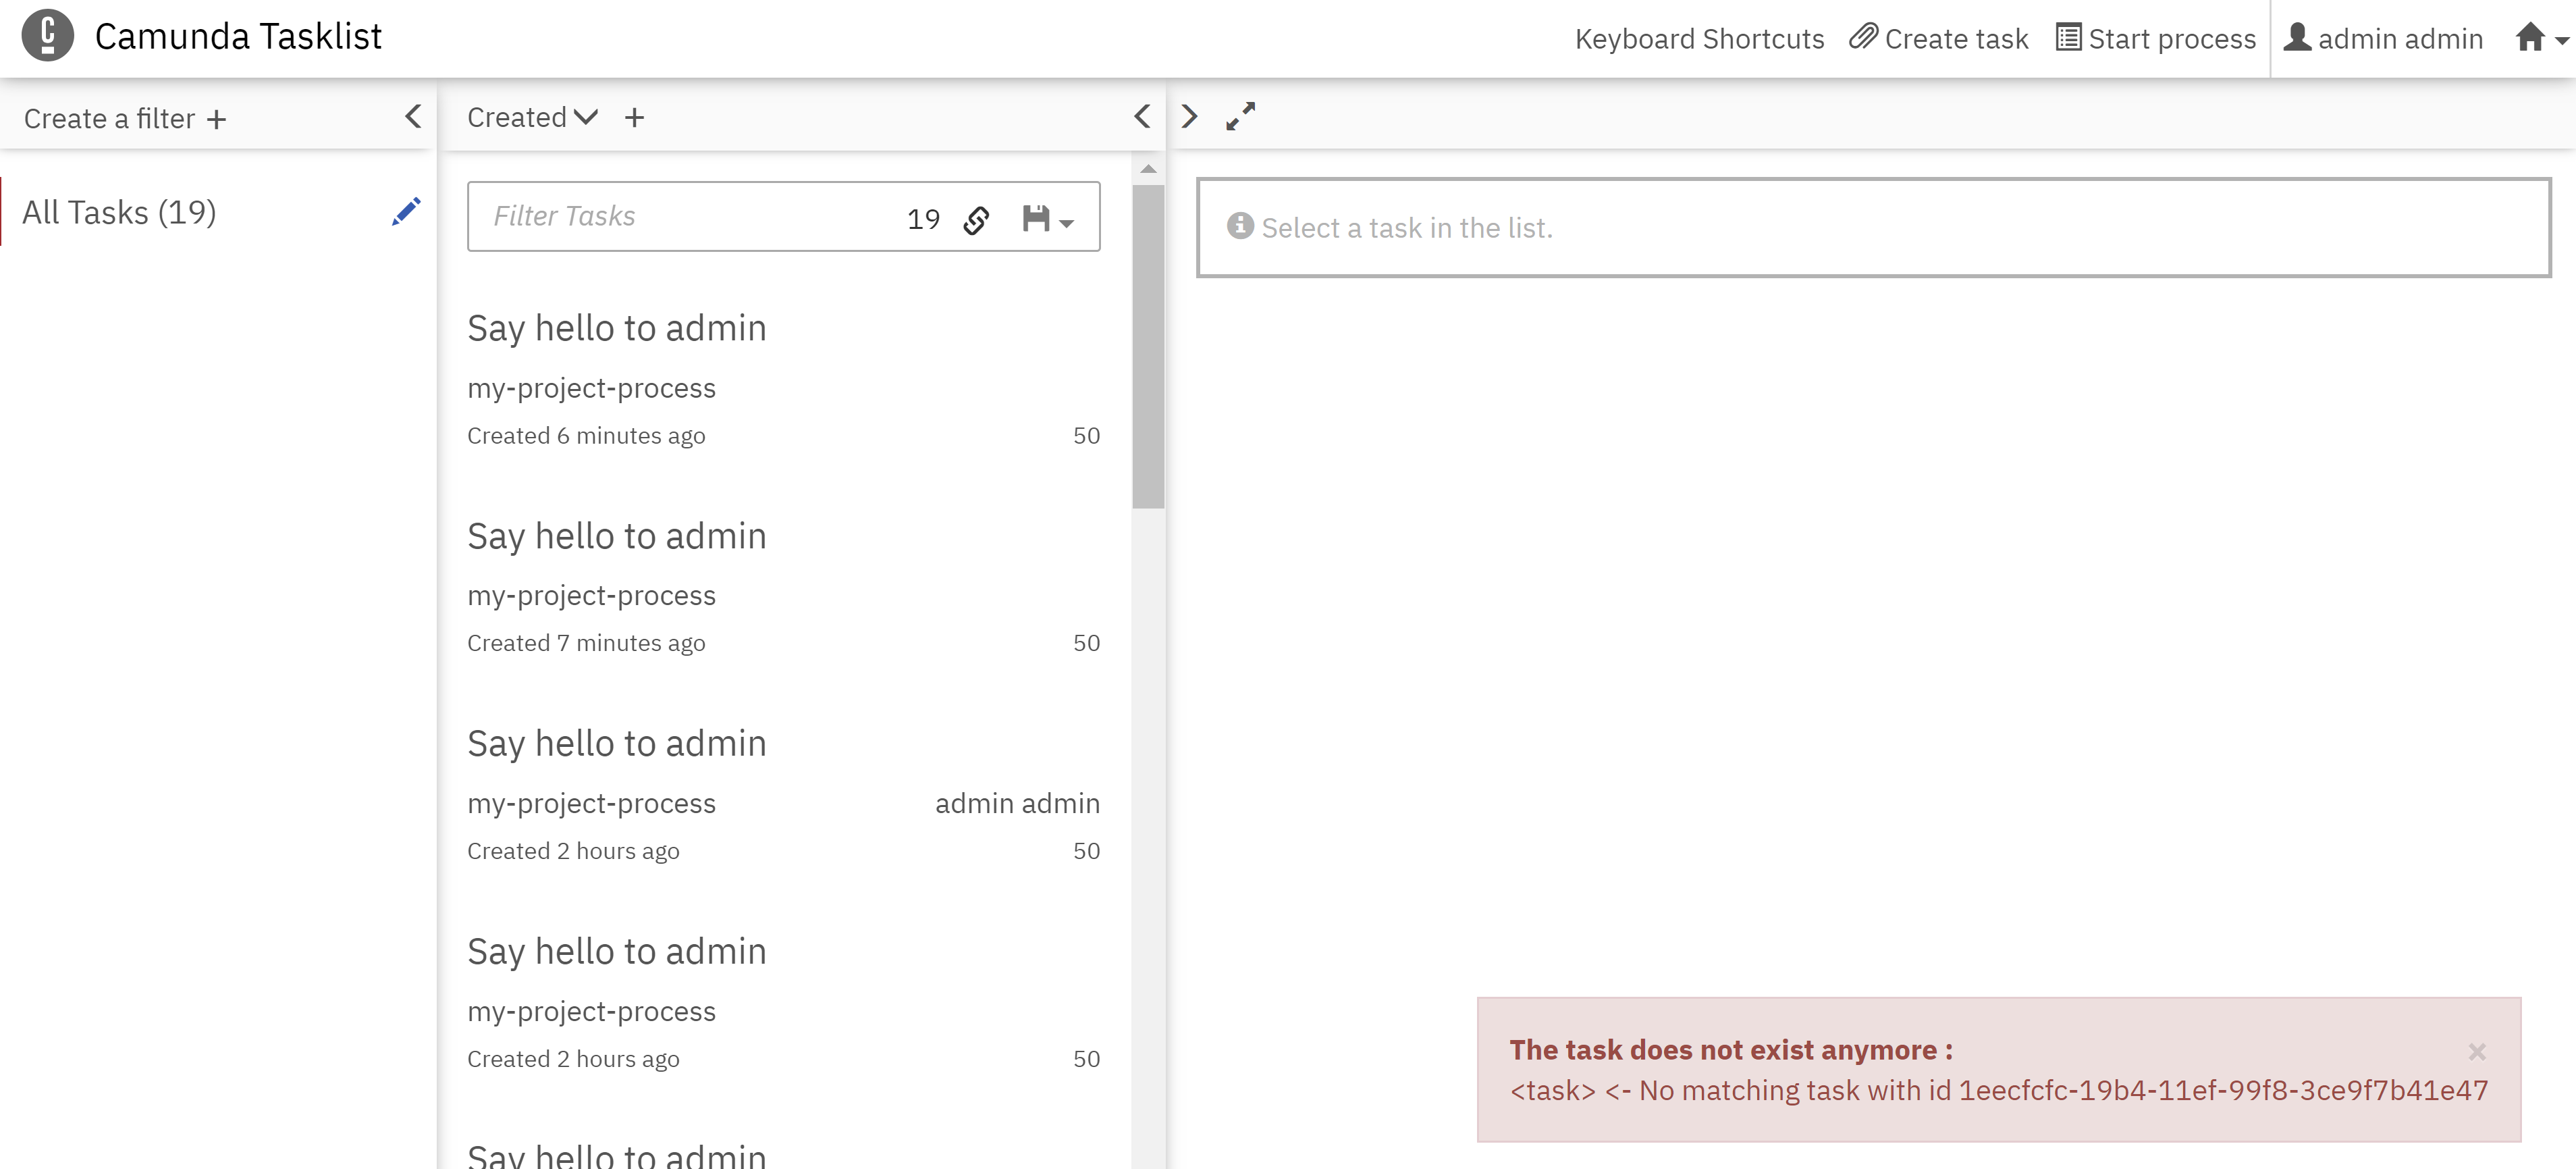 Camunda Tasklist
Keyboard Shortcuts Create task Start process admin admin
Create a filter +
All Tasks (19)
Created +
Filter Tasks 19
Say hello to admin
my-project-process
Created 6 minutes ago 50
Say hello to admin
my-project-process
Created 7 minutes ago 50
Say hello to admin
my-project-process admin admin
Created 2 hours ago 50
Say hello to admin
my-project-process
Created 2 hours ago 50
Say hello to admin
Select a task in the list.
The task does not exist anymore : ×
<task> <- No matching task with id 1eecfcfc-19b4-11ef-99f8-3ce9f7b41e47